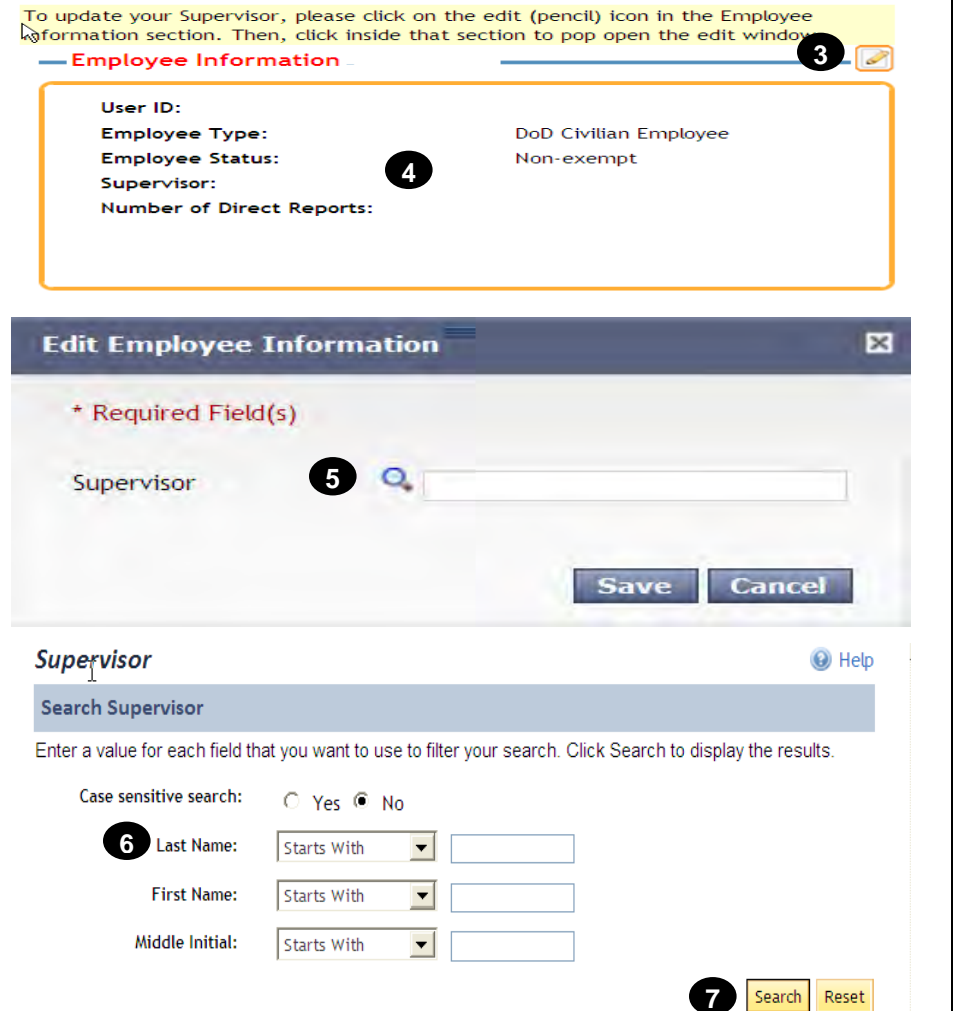 To update your Supervisor, please click on the edit (pencil) icon in the Employee
Information section. Then, click inside that section to pop open the edit window
Employee Information 3
User ID:
Employee Type: DoD Civilian Employee
Employee Status: Non-exempt
4
Supervisor:
Number of Direct Reports:
Edit Employee Information
* Required Field(s)
Supervisor 5
Save Cancel
Supervisor Help
Search Supervisor
Enter a value for each field that you want to use to filter your search. Click Search to display the results.
Case sensitive search: Yes No
6 Last Name: Starts With
First Name: Starts With
Middle Initial: Starts With
7 Search Reset